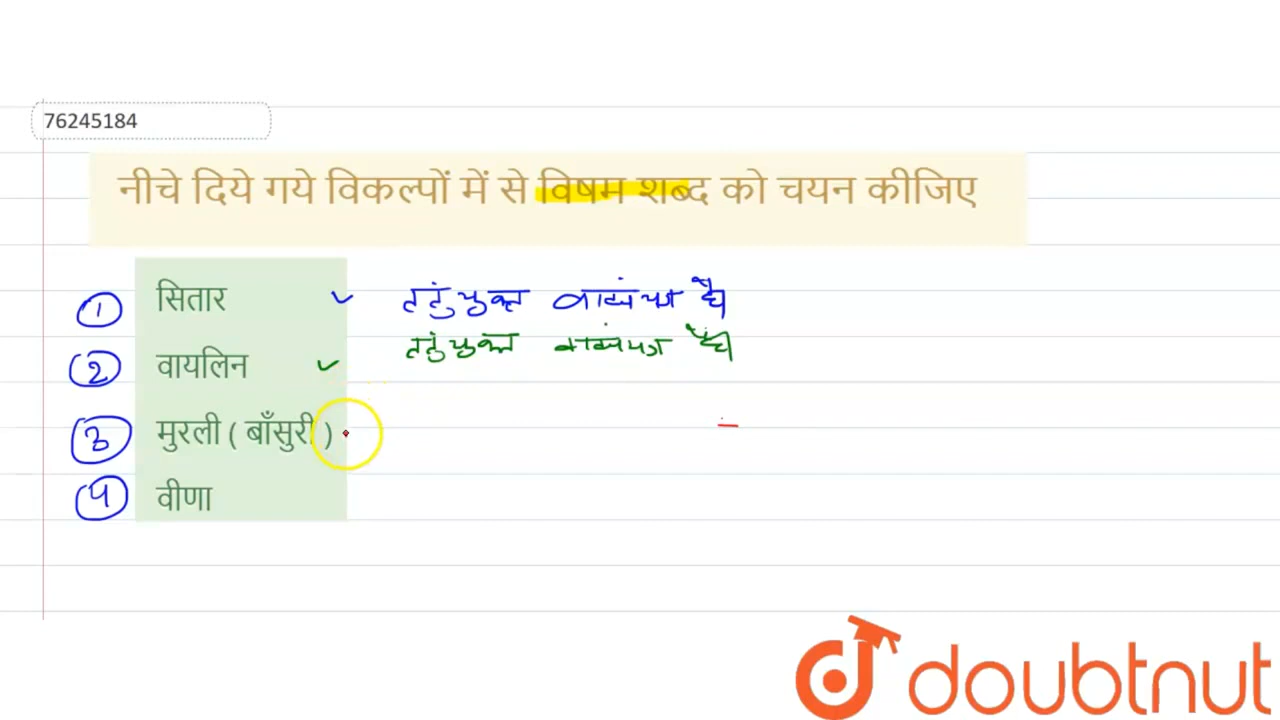 76245184
नीचे दिये गये विकल्पों में से विषम शब्द को चयन कीजिए
1 सितार ✓ तंतुयुक्त वाद्ययंत्र है
2 वायलिन ✓ तंतुयुक्त वाद्ययंत्र है
3 मुरली ( बाँसुरी )
4 वीणा
doubtnut